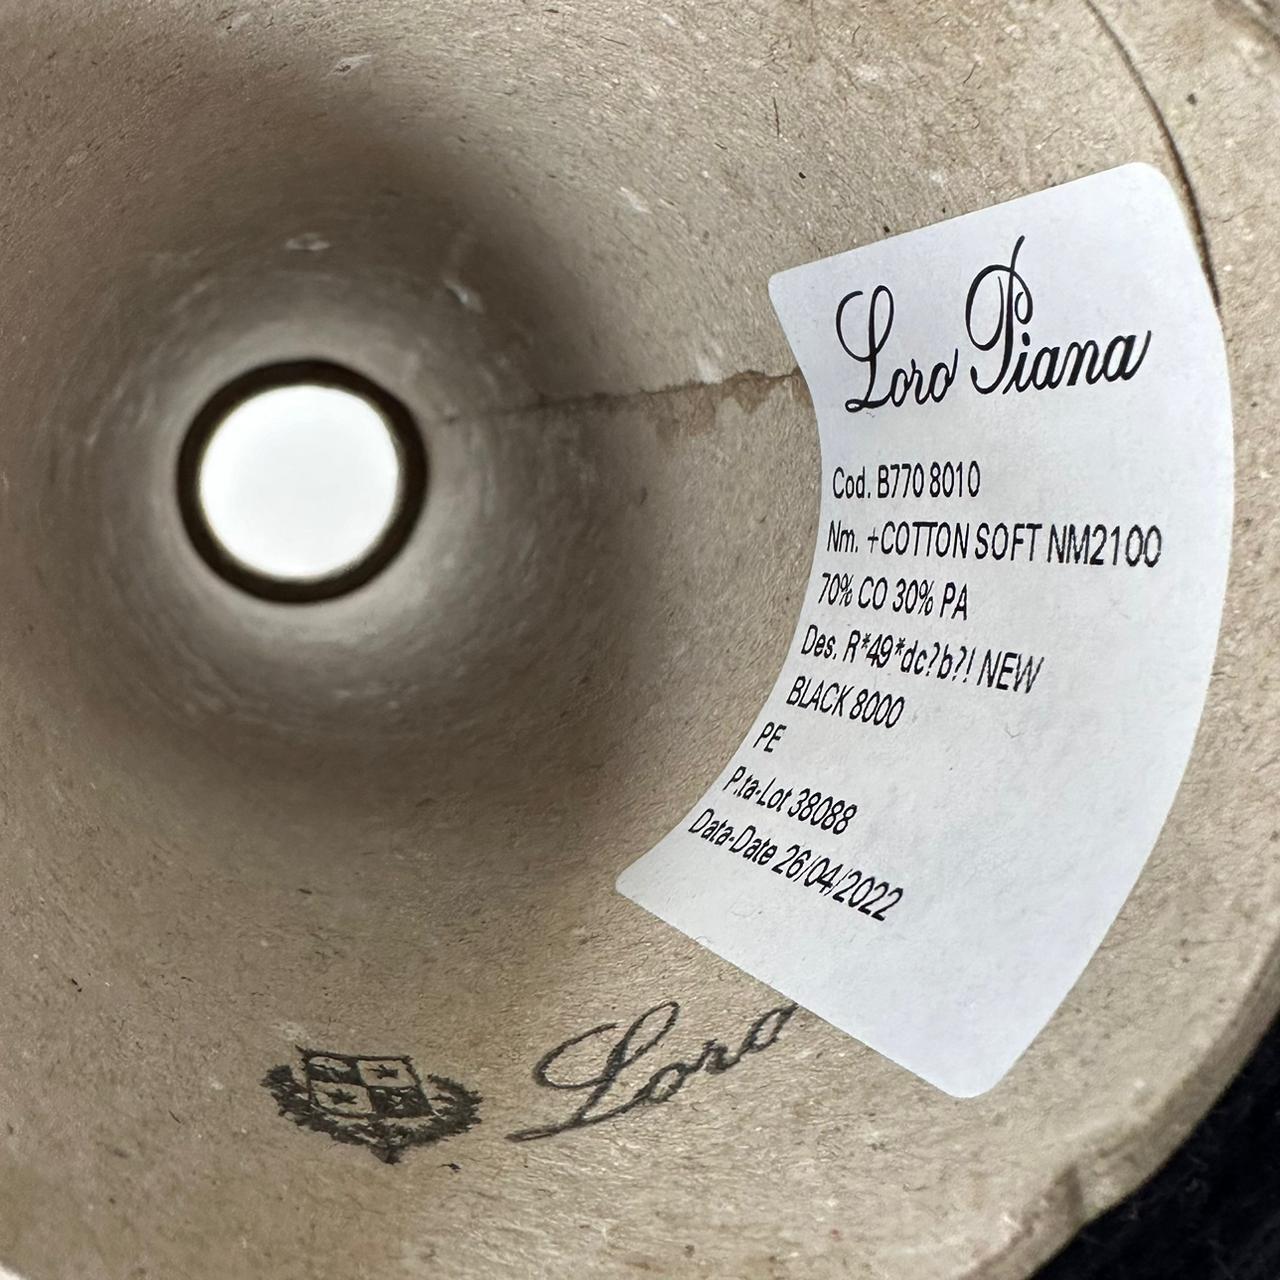 Loro Piana
Cod. B770 8010
Nm. +COTTON SOFT NM2100
70% CO 30% PA
Des. R*49*dc?b?! NEW
BLACK 8000
PE
P.ta-Lot 38088
Data-Date 26/04/2022
Loro